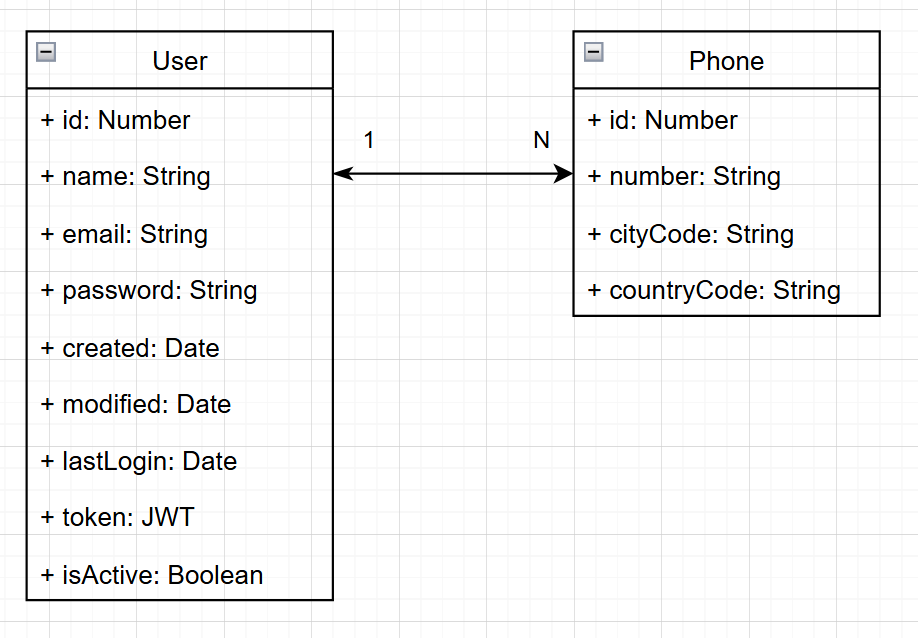 User
+ id: Number
+ name: String
+ email: String
+ password: String
+ created: Date
+ modified: Date
+ lastLogin: Date
+ token: JWT
+ isActive: Boolean
1
N
Phone
+ id: Number
+ number: String
+ cityCode: String
+ countryCode: String